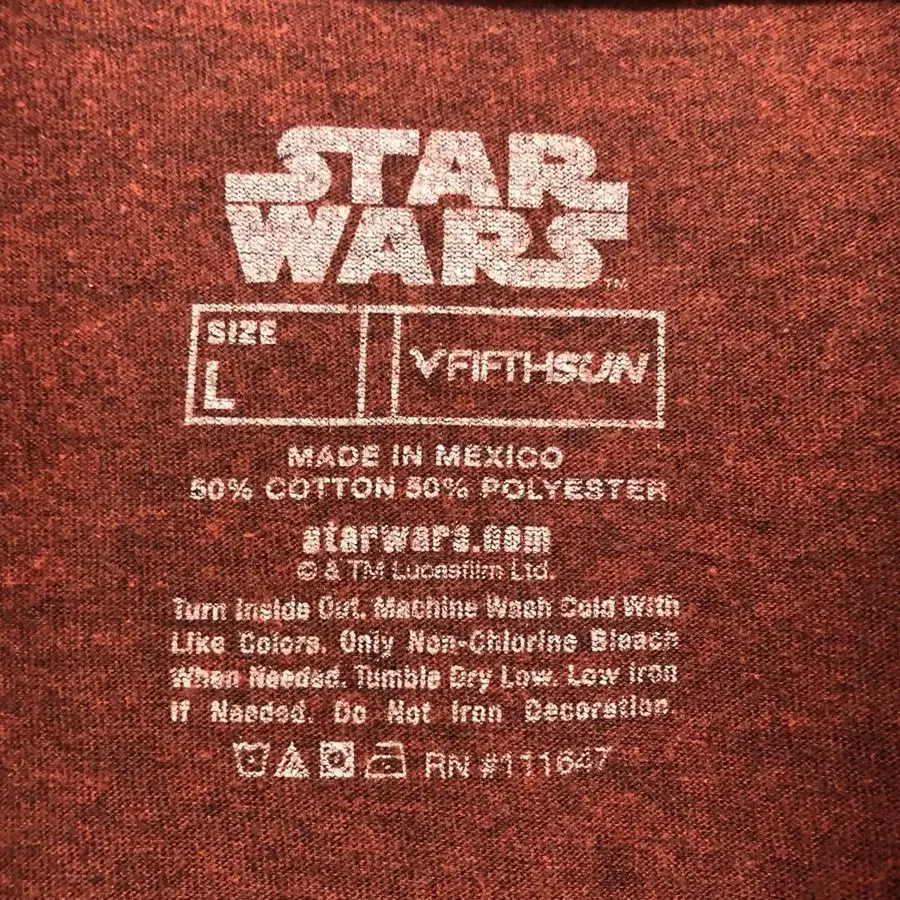 STAR
WARS™
SIZE
L
FIFTHSUN
MADE IN MEXICO
50% COTTON 50% POLYESTER
starwars.com
© & TM Lucasfilm Ltd.
Turn Inside Out. Machine Wash Cold With
Like Colors. Only Non-Chlorine Bleach
When Needed. Tumble Dry Low. Low Iron
If Needed. Do Not Iron Decoration.
RN #111647